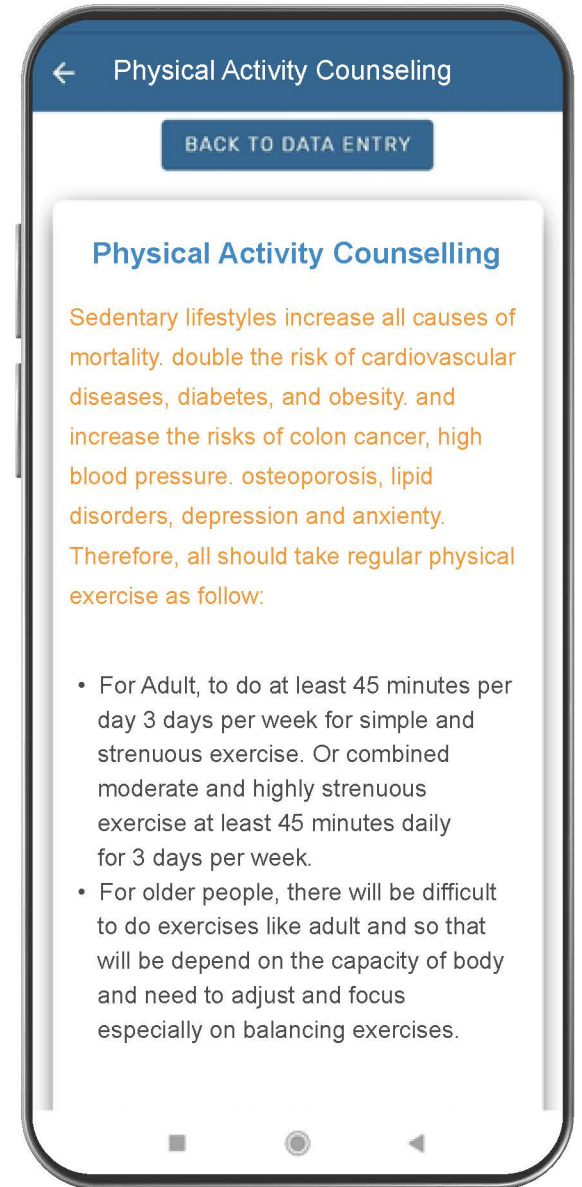 Physical Activity Counseling
BACK TO DATA ENTRY
Physical Activity Counselling
Sedentary lifestyles increase all causes of
mortality. double the risk of cardiovascular
diseases, diabetes, and obesity. and
increase the risks of colon cancer, high
blood pressure. osteoporosis, lipid
disorders, depression and anxienty.
Therefore, all should take regular physical
exercise as follow:
• For Adult, to do at least 45 minutes per
day 3 days per week for simple and
strenuous exercise. Or combined
moderate and highly strenuous
exercise at least 45 minutes daily
for 3 days per week.
• For older people, there will be difficult
to do exercises like adult and so that
will be depend on the capacity of body
and need to adjust and focus
especially on balancing exercises.